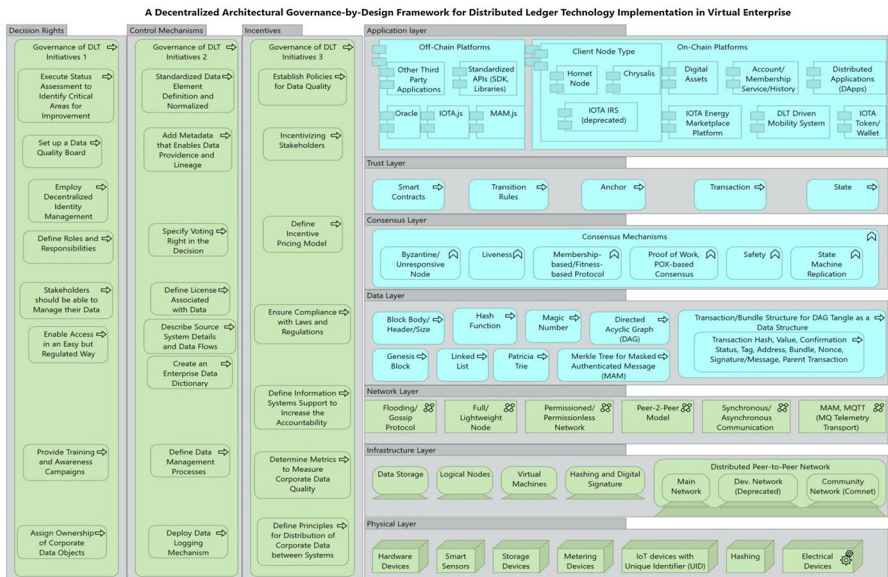 A Decentralized Architectural Governance-by-Design Framework for Distributed Ledger Technology Implementation in Virtual Enterprise
Decision Rights
Governance of DLT
Initiatives 1
Execute Status
Assessment to
Identify Critical
Areas for
Improvement
Set up a Data
Quality Board
Employ
Decentralized
Identity
Management
Define Roles and
Responsibilities
Stakeholders
should be able to
Manage their Data
Enable Access
in an Easy but
Regulated Way
Provide Training
and Awareness
Campaigns
Assign Ownership
of Corporate
Data Objects
Control Mechanisms
Governance of DLT
Initiatives 2
Standardized Data
Element
Definition and
Normalized
Add Metadata
that Enables Data
Providence and
Lineage
Specify Voting
Right in the
Decision
Define License
Associated
with Data
Describe Source
System Details
and Data Flows
Create an
Enterprise Data
Dictionary
Define Data
Management
Processes
Deploy Data
Logging
Mechanism
Incentives
Governance of DLT
Initiatives 3
Establish Policies
for Data Quality
Incentivizing
Stakeholders
Define
Incentive
Pricing Model
Ensure Compliance
with Laws and
Regulations
Define Information
Systems Support to
Increase the
Accountability
Determine Metrics
to Measure
Corporate Data
Quality
Define Principles
for Distribution of
Corporate Data
between Systems
Application layer
Off-Chain Platforms
Other Third
Party
Applications
Standardized
APIs (SDK,
Libraries)
Oracle
IOTA.js
MAM.js
On-Chain Platforms
Client Node Type
Hornet
Node
Chrysalis
IOTA IRS
(deprecated)
Digital
Assets
Account/
Membership
Service/History
Distributed
Applications
(DApps)
IOTA Energy
Marketplace
Platform
DLT Driven
Mobility System
IOTA
Token/
Wallet
Trust Layer
Smart
Contracts
Transition
Rules
Anchor
Transaction
State
Consensus Layer
Consensus Mechanisms
Byzantine/
Unresponsive
Node
Liveness
Membership-
based/Fitness-
based Protocol
Proof of Work,
POX-based
Consensus
Safety
State
Machine
Replication
Data Layer
Block Body/
Header/Size
Hash
Function
Magic
Number
Directed
Acyclic Graph
(DAG)
Genesis
Block
Linked
List
Patricia
Trie
Merkle Tree for Masked
Authenticated Message
(MAM)
Transaction/Bundle Structure for DAG Tangle as a
Data Structure
Transaction Hash, Value, Confirmation
Status, Tag, Address, Bundle, Nonce,
Signature/Message, Parent Transaction
Network Layer
Flooding/
Gossip
Protocol
Full/
Lightweight
Node
Permissioned/
Permissionless
Network
Peer-2-Peer
Model
Synchronous/
Asynchronous
Communication
MAM, MQTT
(MQ Telemetry
Transport)
Infrastructure Layer
Data Storage
Logical Nodes
Virtual
Machines
Hashing and Digital
Signature
Distributed Peer-to-Peer Network
Main
Network
Dev. Network
(Deprecated)
Community
Network (Comnet)
Physical Layer
Hardware
Devices
Smart
Sensors
Storage
Devices
Metering
Devices
IoT devices with
Unique Identifier (UID)
Hashing
Electrical
Devices